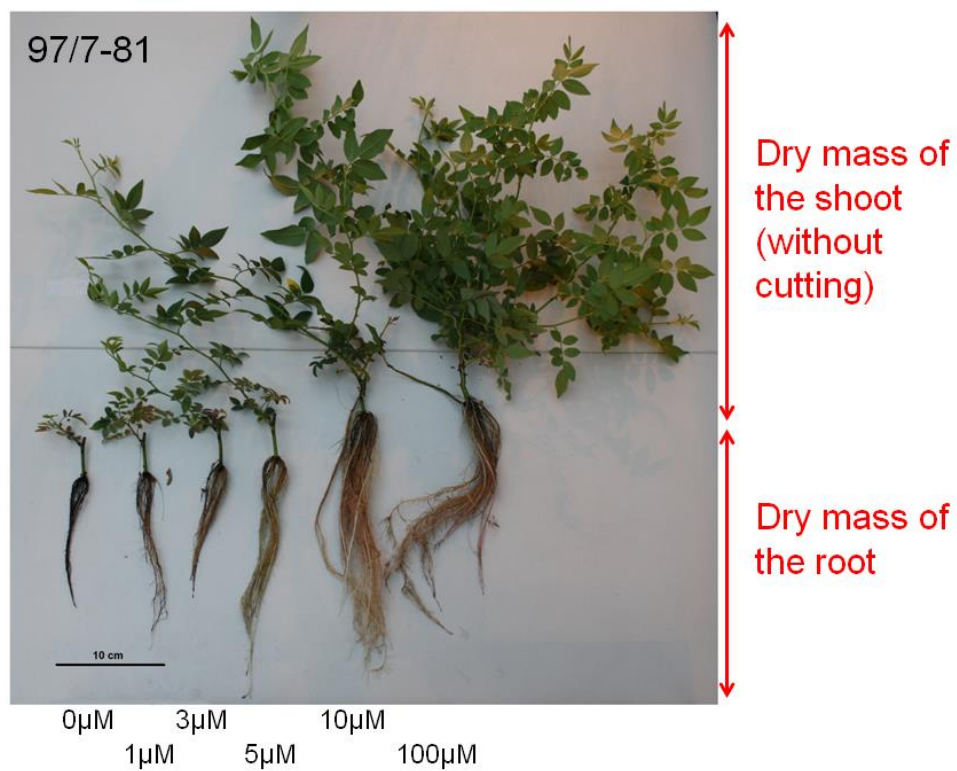 97/7-81
Dry mass of
the shoot
(without
cutting)
Dry mass of
the root
10 cm
0µM
1µM
3µM
5µM
10µM
100µM